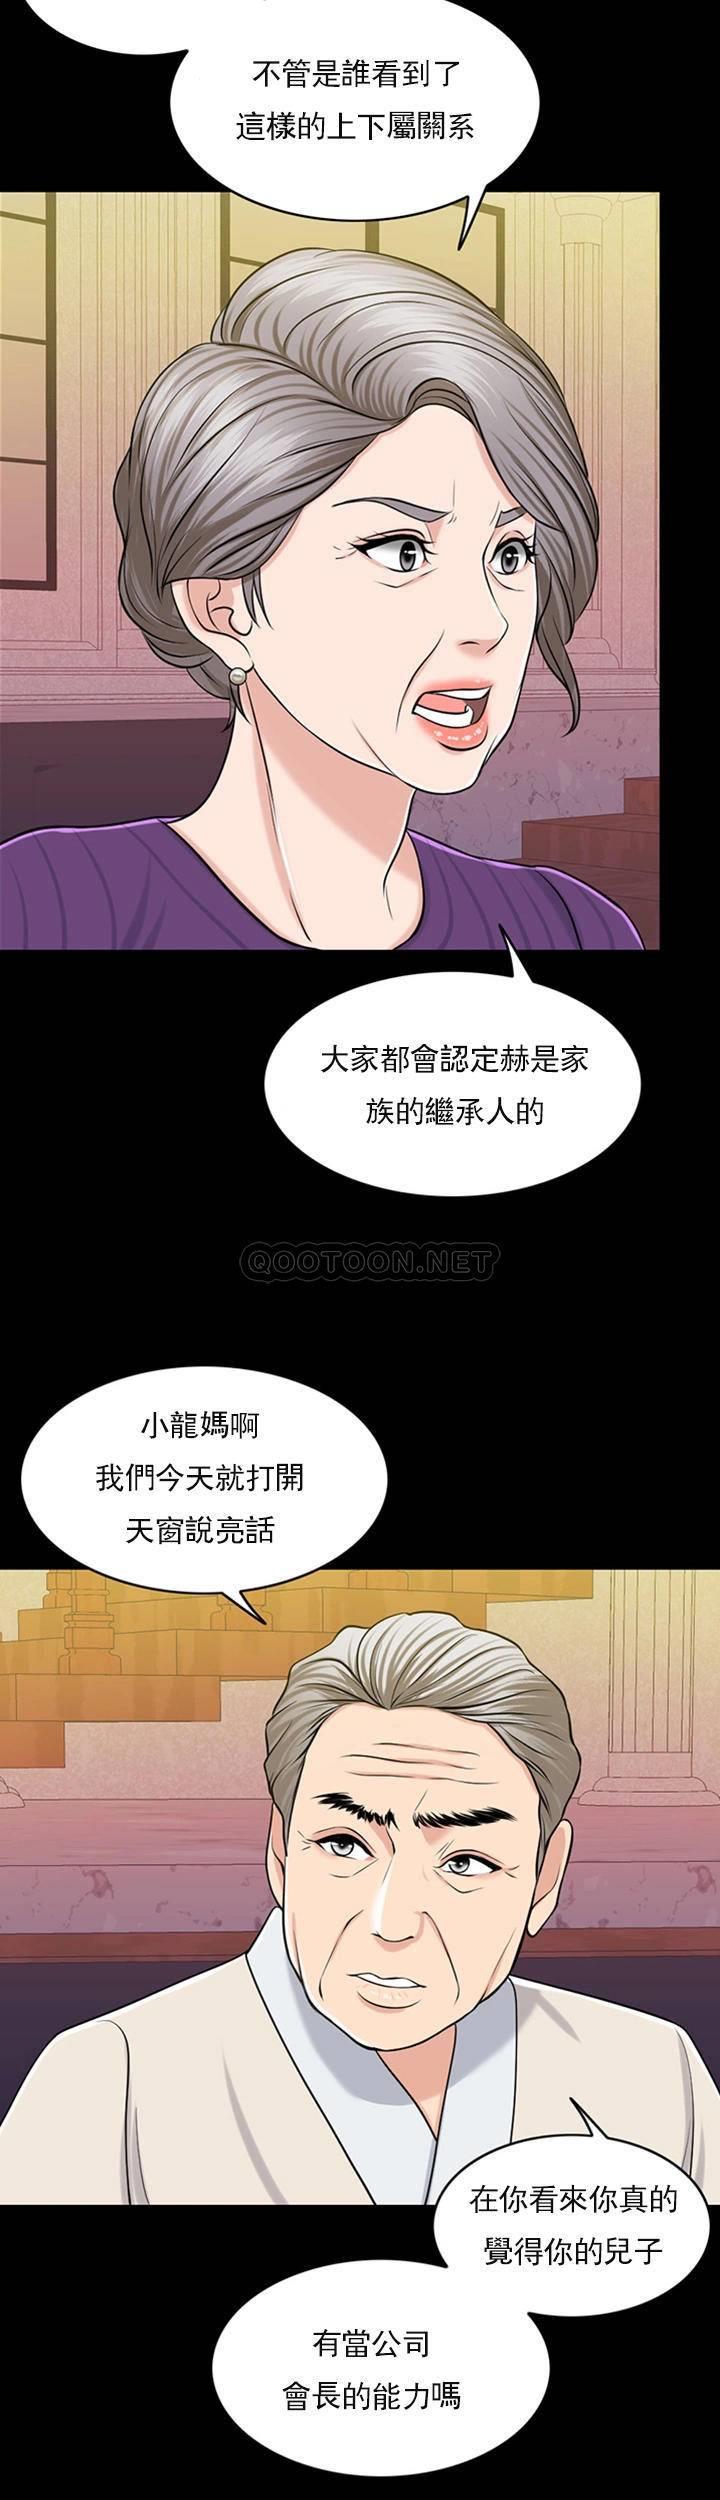 不管是誰看到了
這樣的上下屬關系
大家都會認定赫是家
族的繼承人的
QOOTOON.NET
小龍媽啊
我們今天就打開
天窗說亮話
在你看來你真的
覺得你的兒子
有當公司
會長的能力嗎